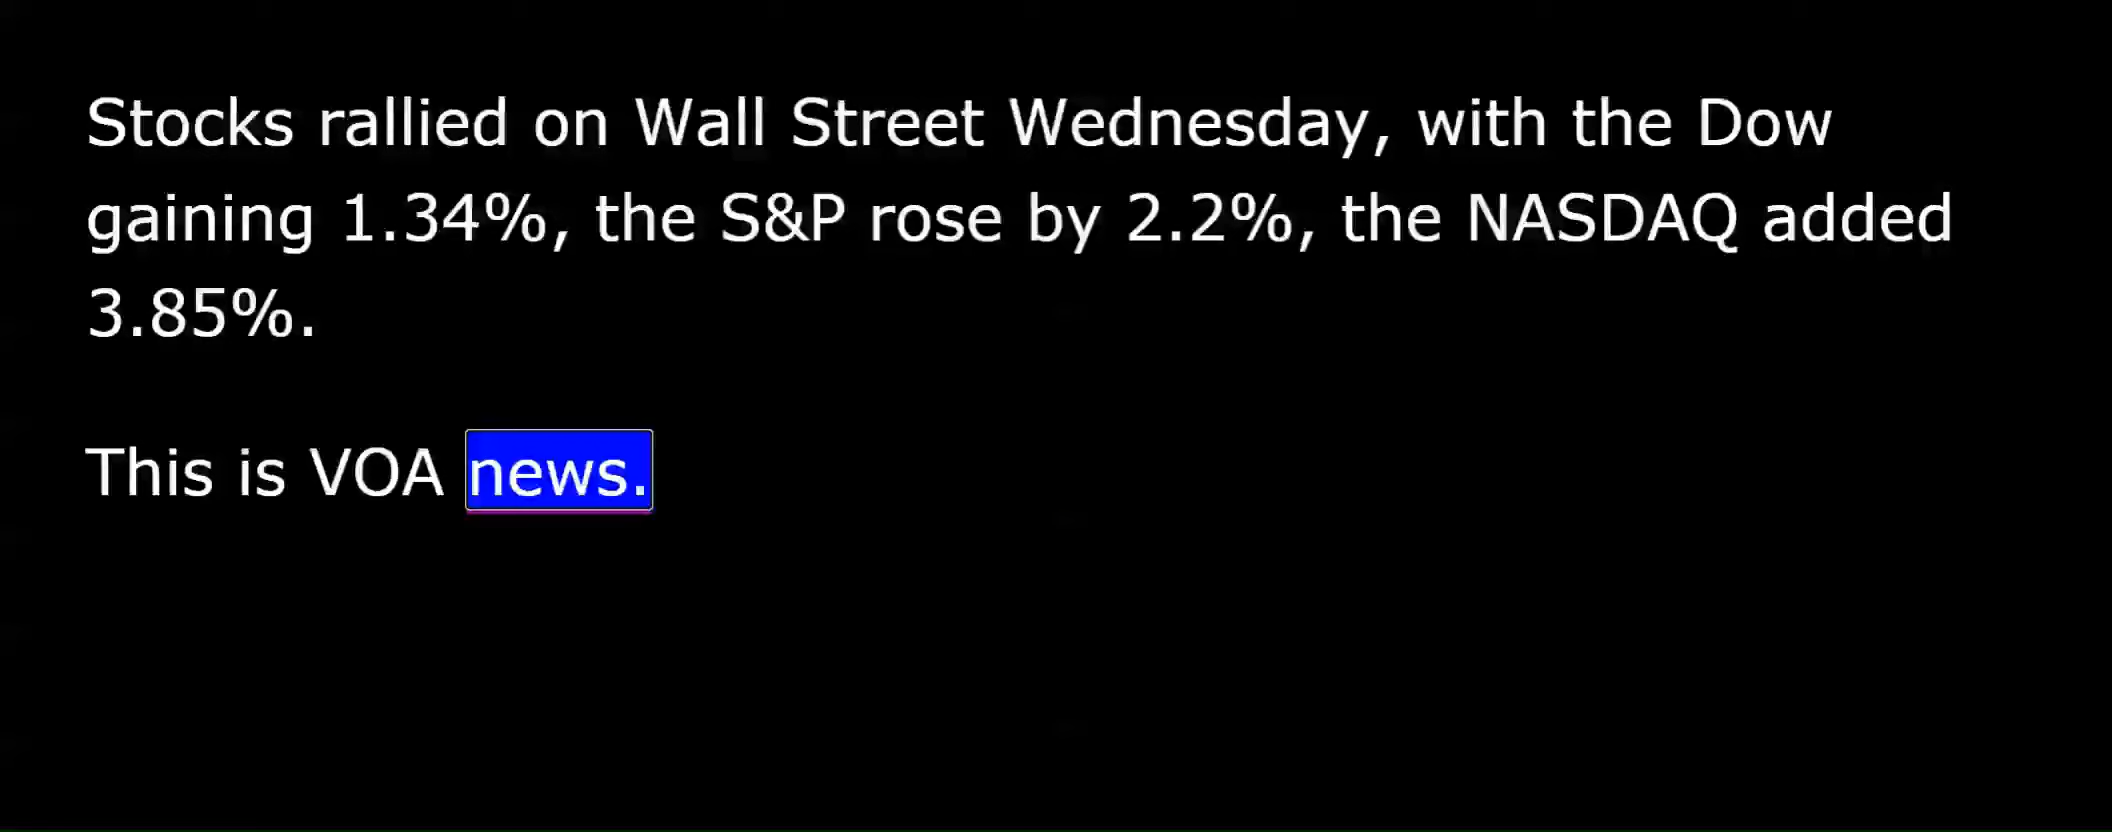 Stocks rallied on Wall Street Wednesday, with the Dow
gaining 1.34%, the S&P rose by 2.2%, the NASDAQ added
3.85%.
This is VOA news.